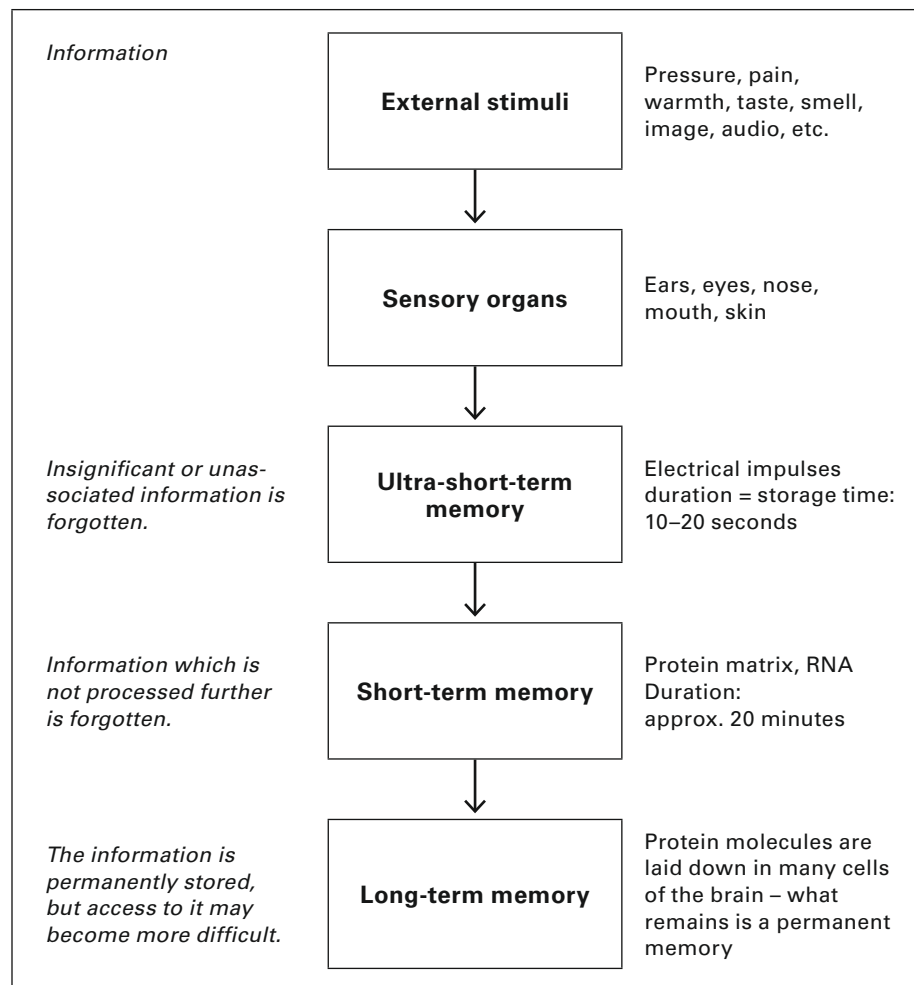 Information
External stimuli
Pressure, pain,
warmth, taste, smell,
image, audio, etc.
Sensory organs
Ears, eyes, nose,
mouth, skin
Insignificant or unas-
sociated information is
forgotten.
Ultra-short-term
memory
Electrical impulses
duration = storage time:
10–20 seconds
Information which is
not processed further
is forgotten.
Short-term memory
Protein matrix, RNA
Duration:
approx. 20 minutes
The information is
permanently stored,
but access to it may
become more difficult.
Long-term memory
Protein molecules are
laid down in many cells
of the brain – what
remains is a permanent
memory